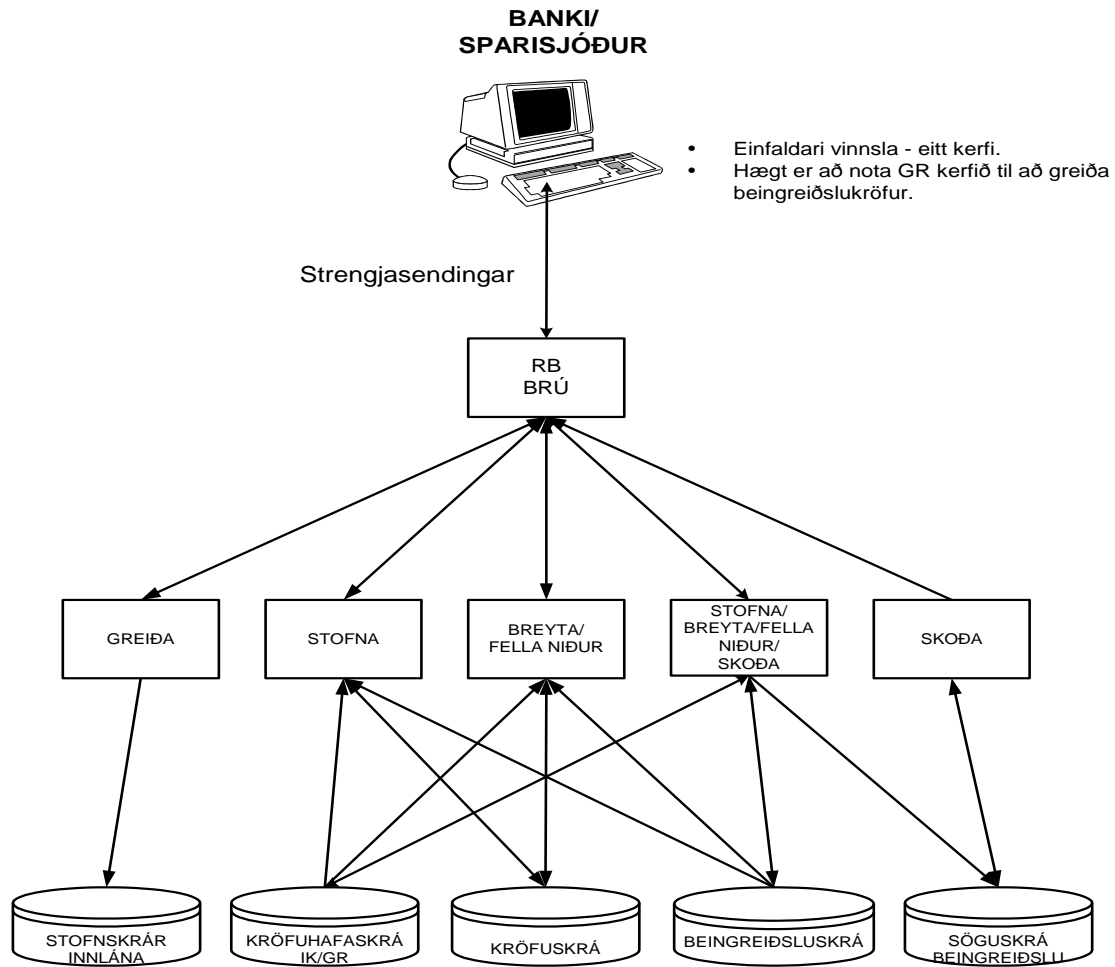 BANKI/
SPARISJÓÐUR
• Einfaldari vinnsla - eitt kerfi.
• Hægt er að nota GR kerfið til að greiða
beingreiðslukröfur.
Strengjasendingar
RB
BRÚ
GREIÐA
STOFNA
BREYTA/
FELLA NIÐUR
STOFNA/
BREYTA/FELLA
NIÐUR/
SKOÐA
SKOÐA
STOFNSKRÁR
INNLÁNA
KRÖFUHAFASKRÁ
IK/GR
KRÖFUSKRÁ
BEINGREIÐSLUSKRÁ
SÖGUSKRÁ
BEINGREIÐSLU